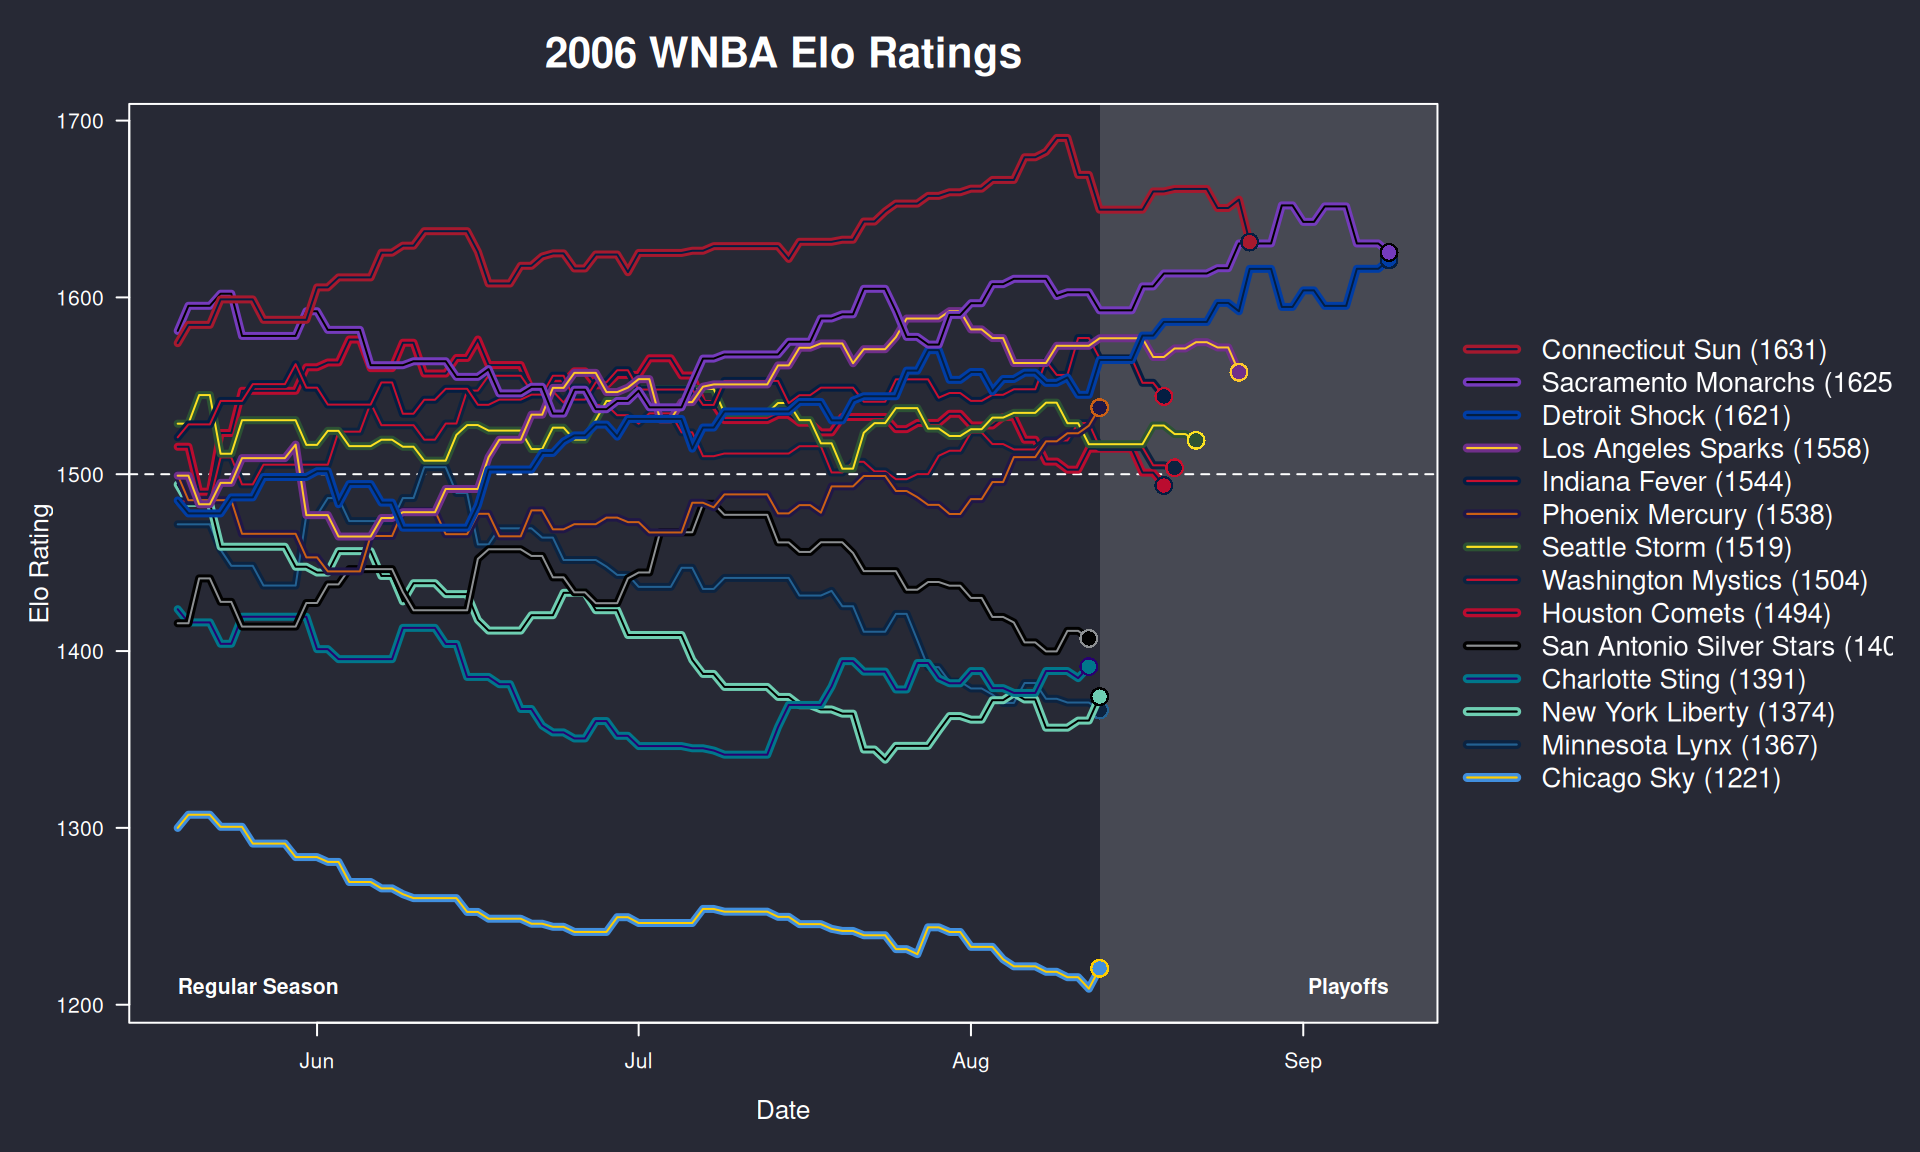 2006 WNBA Elo Ratings
1700
1600
1500
1400
1300
1200
Elo Rating
Regular Season
Playoffs
Jun
Jul
Aug
Sep
Date
Connecticut Sun (1631)
Sacramento Monarchs (1625
Detroit Shock (1621)
Los Angeles Sparks (1558)
Indiana Fever (1544)
Phoenix Mercury (1538)
Seattle Storm (1519)
Washington Mystics (1504)
Houston Comets (1494)
San Antonio Silver Stars (140
Charlotte Sting (1391)
New York Liberty (1374)
Minnesota Lynx (1367)
Chicago Sky (1221)